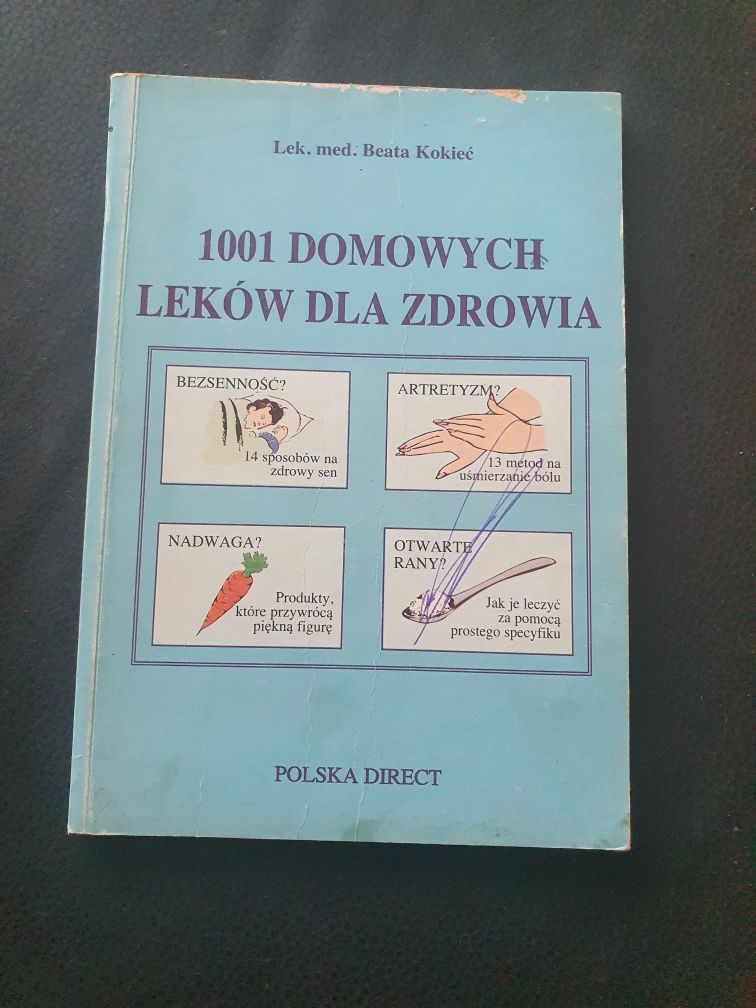 Lek. med. Beata Kokieć
1001 DOMOWYCH
LEKÓW DLA ZDROWIA
BEZSENNOŚĆ?
14 sposobów na
zdrowy sen
ARTRETYZM?
13 metod na
uśmierzanie bólu
NADWAGA?
Produkty,
które przywrócą
piękną figurę
OTWARTE
RANY?
Jak je leczyć
za pomocą
prostego specyfiku
POLSKA DIRECT